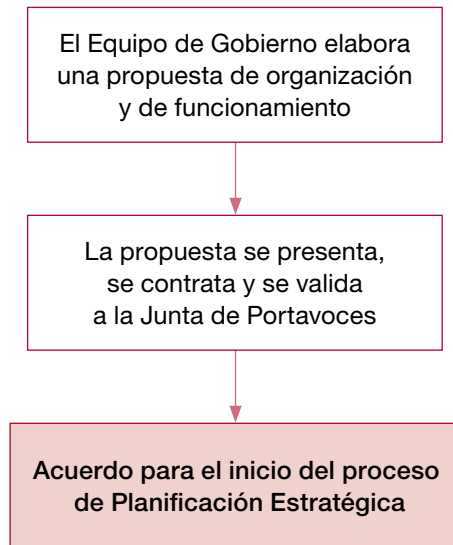 El Equipo de Gobierno elabora
una propuesta de organización
y de funcionamiento
La propuesta se presenta,
se contrata y se valida
a la Junta de Portavoces
Acuerdo para el inicio del proceso
de Planificación Estratégica